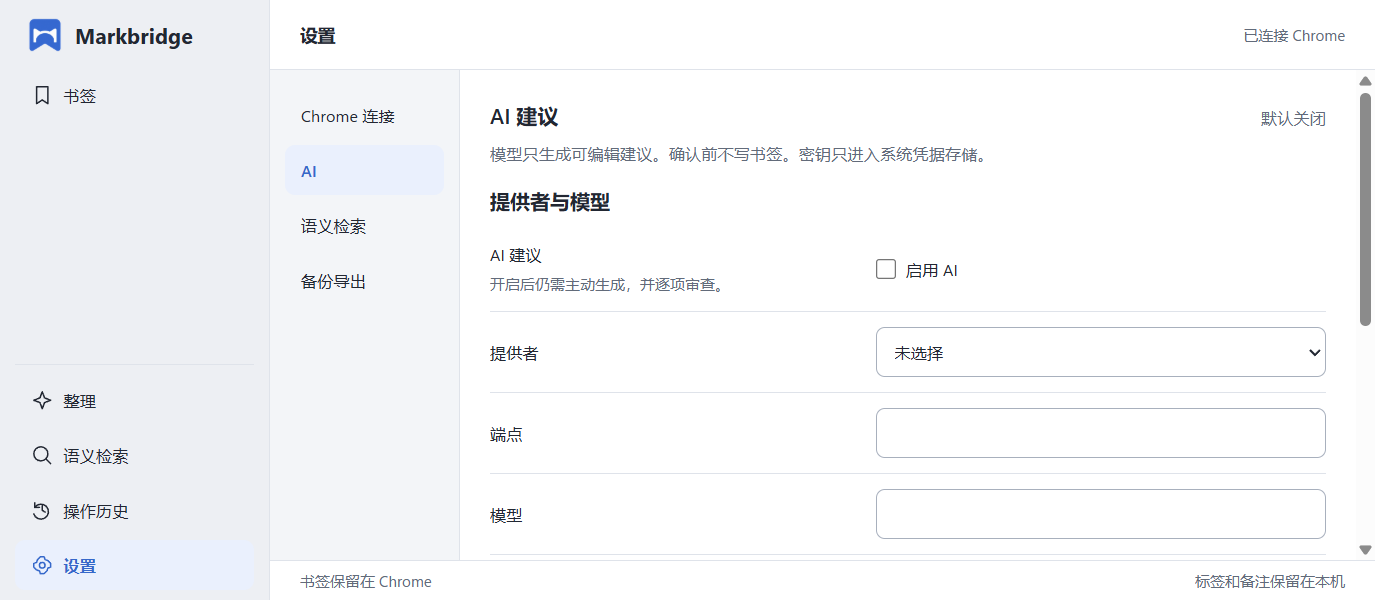 Markbridge
书签
整理
语义检索
操作历史
设置
设置
已连接 Chrome
Chrome 连接
AI
语义检索
备份导出
AI 建议
默认关闭
模型只生成可编辑建议。确认前不写书签。密钥只进入系统凭据存储。
提供者与模型
AI 建议
开启后仍需主动生成，并逐项审查。
启用 AI
提供者
未选择
端点
模型
书签保留在 Chrome
标签和备注保留在本机